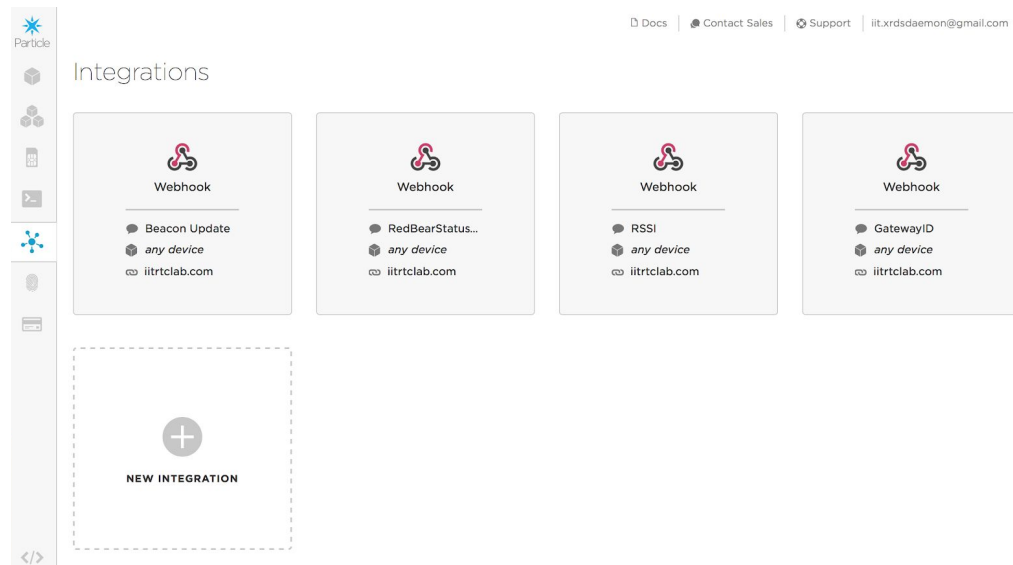 Particle
Docs
Contact Sales
Support
iit.xrdsdaemon@gmail.com
Integrations
Webhook
Beacon Update
any device
iitrtclab.com
Webhook
RedBearStatus...
any device
iitrtclab.com
Webhook
RSSI
any device
iitrtclab.com
Webhook
GatewayID
any device
iitrtclab.com
NEW INTEGRATION